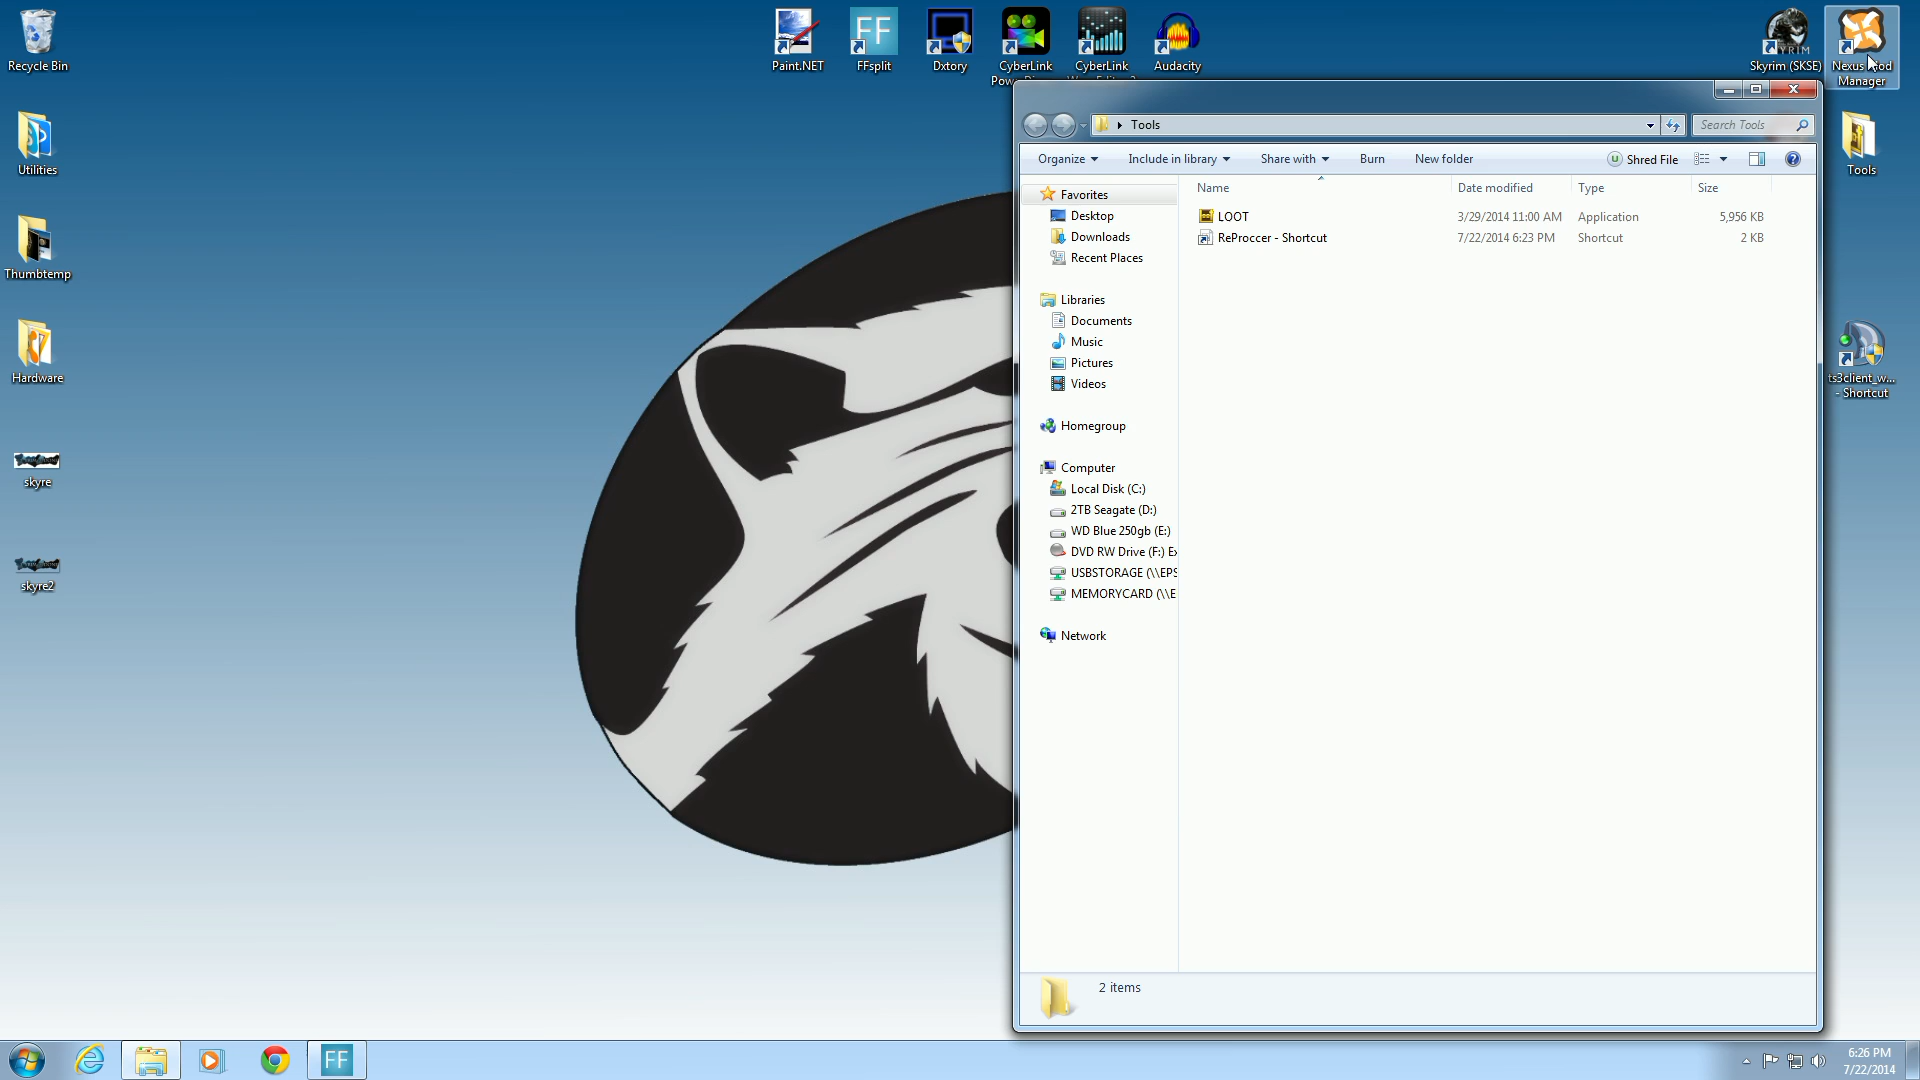 Recycle Bin
Utilities
Thumbtemp
Hardware
skyre
skyre2
Paint.NET
FF
FFsplit
Dxtory
CyberLink
CyberLink
Audacity
Skyrim (SKSE)
Nexus Mod
Manager
Tools
ts3client_w...
- Shortcut
Tools
Search Tools
Organize
Include in library
Share with
Burn
New folder
Shred File
Name
Date modified
Type
Size
LOOT
3/29/2014 11:00 AM
Application
5,956 KB
ReProccer - Shortcut
7/22/2014 6:23 PM
Shortcut
2 KB
Favorites
Desktop
Downloads
Recent Places
Libraries
Documents
Music
Pictures
Videos
Homegroup
Computer
Local Disk (C:)
2TB Seagate (D:)
WD Blue 250gb (E:)
DVD RW Drive (F:) Ex
USBSTORAGE (\\EPS
MEMORYCARD (\\E
Network
2 items
FF
6:26 PM
7/22/2014